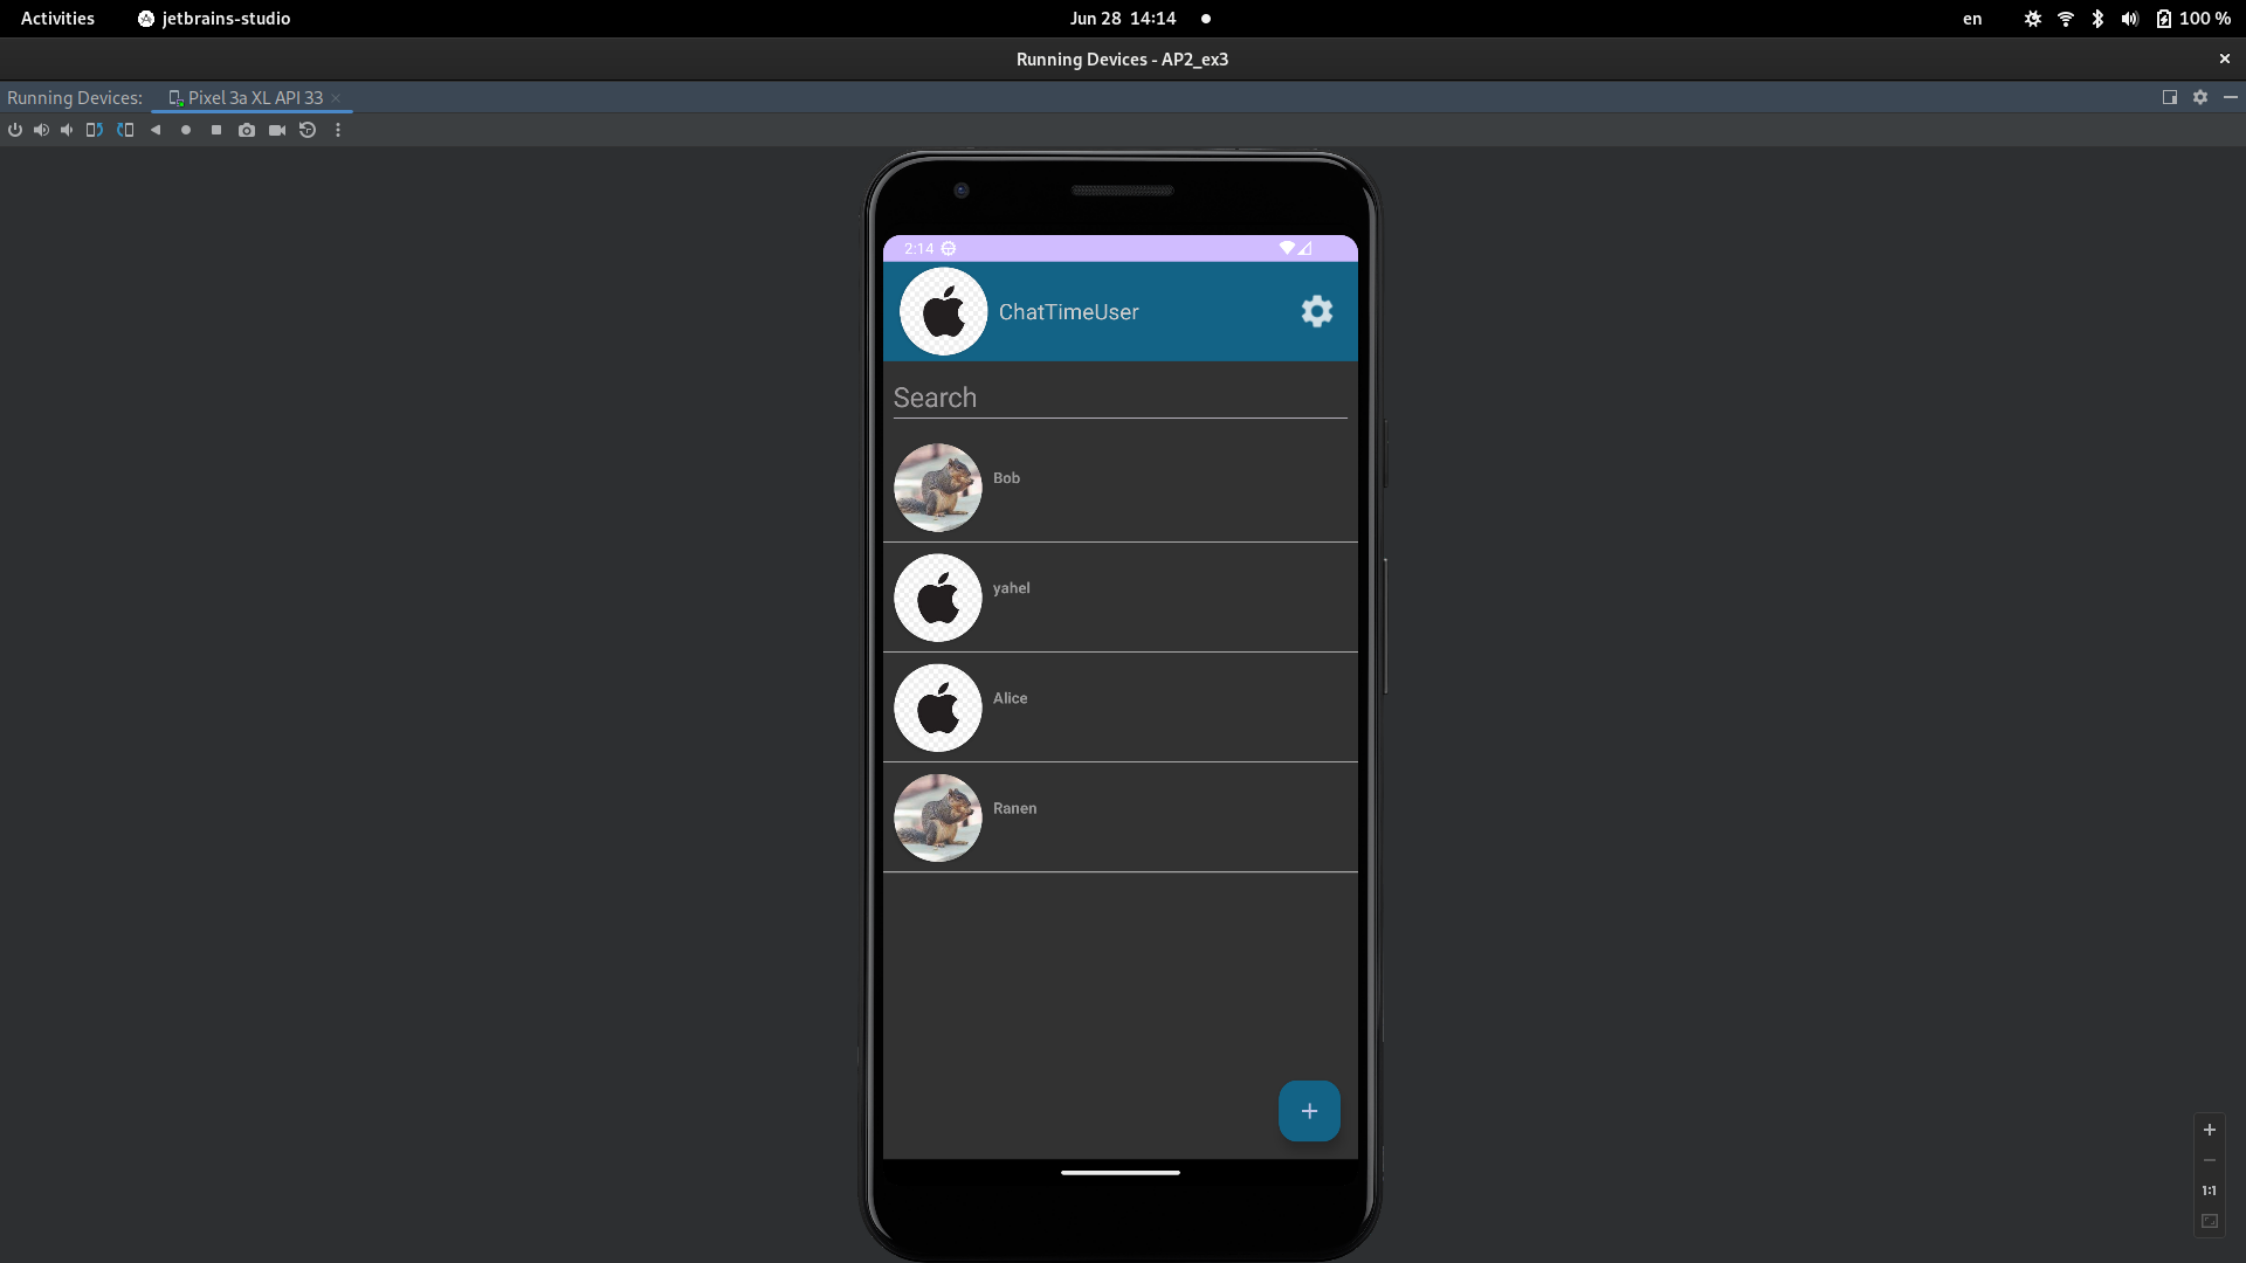 Activities jetbrains-studio Jun 28 14:14 en 100 %
Running Devices - AP2_ex3
Running Devices: Pixel 3a XL API 33
2:14
ChatTimeUser
Search
Bob
yahel
Alice
Ranen
+
+
1:1